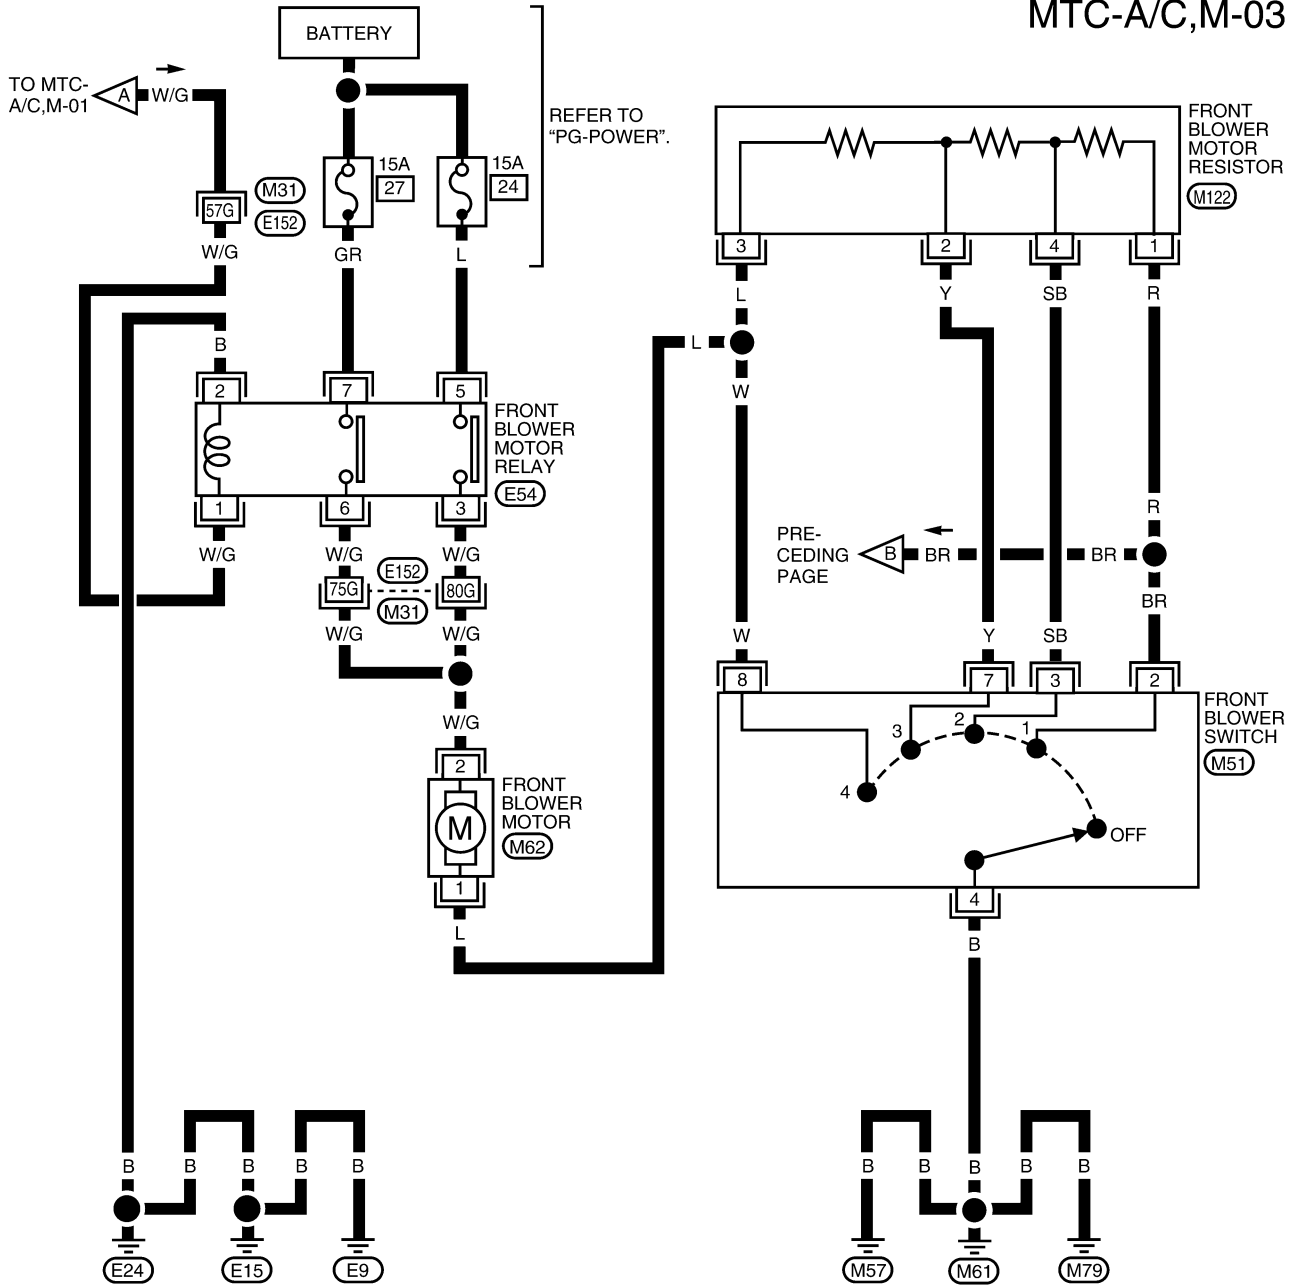 MTC-A/C,M-03
BATTERY
TO MTC-
A/C,M-01
A
W/G
REFER TO
“PG-POWER”.
15A
27
15A
24
57G
M31
E152
W/G
GR
L
B
2
7
5
FRONT
BLOWER
MOTOR
RELAY
E54
1
6
3
W/G
W/G
W/G
75G
E152
M31
80G
W/G
W/G
W/G
2
FRONT
BLOWER
MOTOR
M62
M
1
L
FRONT
BLOWER
MOTOR
RESISTOR
M122
3
2
4
1
L
Y
SB
R
L
W
R
PRE-
CEDING
PAGE
B
BR
BR
BR
W
Y
SB
8
7
3
2
FRONT
BLOWER
SWITCH
M51
3
2
1
4
OFF
4
B
B
B
B
B
B
E24
E15
E9
B
B
B
B
B
M57
M61
M79